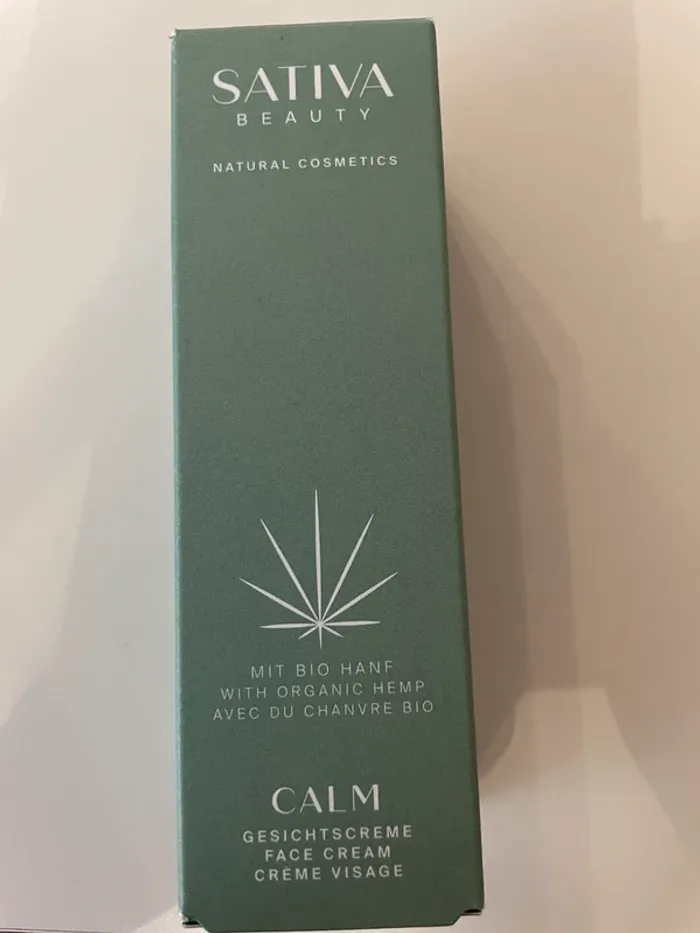 SATIVA
BEAUTY
NATURAL COSMETICS
MIT BIO HANF
WITH ORGANIC HEMP
AVEC DU CHANVRE BIO
CALM
GESICHTSCREME
FACE CREAM
CRÈME VISAGE